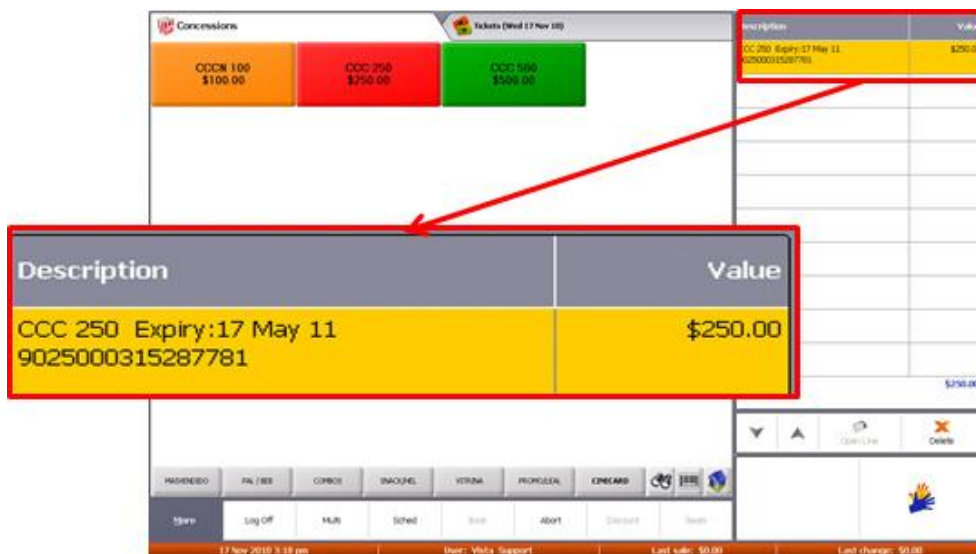 Concessions
Tickets (Wed 17 Nov 10)
Description
Value
CCCN 100
$100.00
CCC 250
$250.00
CCC 500
$500.00
CCC 250 Expiry:17 May 11
9025000315287781
$250.0
Description
Value
CCC 250 Expiry:17 May 11
$250.00
9025000315287781
$250.00
Open Line
Delete
COMBOS
VITRINA
CINECARD
More
Log Off
Multi
Sched
Book
Abort
Discount
Seats
17 Nov 2010 3:18 pm
User: Vista Support
Last sale: $0.00
Last change: $0.00